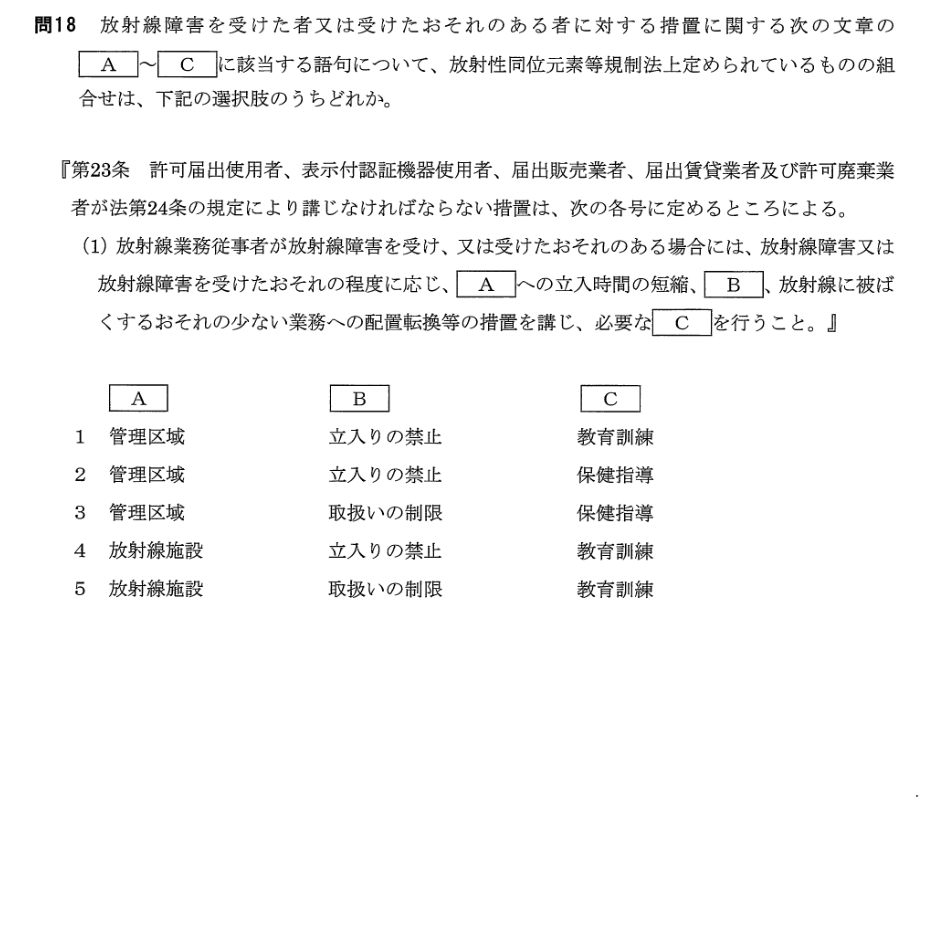 問18 放射線障害を受けた者又は受けたおそれのある者に対する措置に関する次の文章の
A～Cに該当する語句について、放射性同位元素等規制法上定められているものの組
合せは、下記の選択肢のうちどれか。
『第23条 許可届出使用者、表示付認証機器使用者、届出販売業者、届出賃貸業者及び許可廃棄業
者が法第24条の規定により講じなければならない措置は、次の各号に定めるところによる。
(1) 放射線業務従事者が放射線障害を受け、又は受けたおそれのある場合には、放射線障害又は
放射線障害を受けたおそれの程度に応じ、Aへの立入時間の短縮、B、放射線に被ば
くするおそれの少ない業務への配置転換等の措置を講じ、必要なCを行うこと。』
A B C
1 管理区域 立入りの禁止 教育訓練
2 管理区域 立入りの禁止 保健指導
3 管理区域 取扱いの制限 保健指導
4 放射線施設 立入りの禁止 教育訓練
5 放射線施設 取扱いの制限 教育訓練